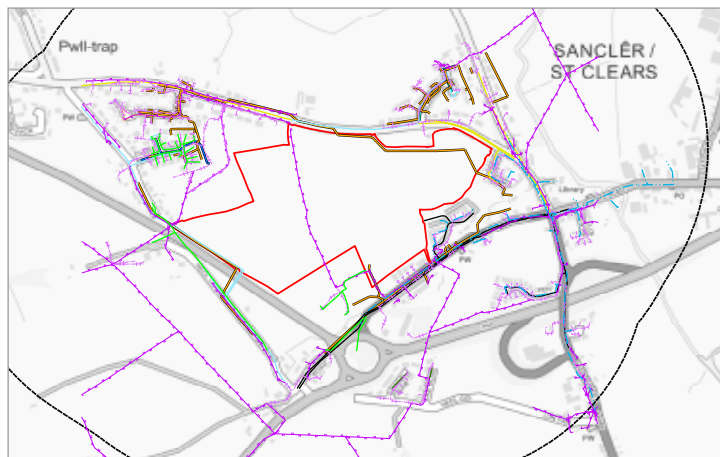 Pwll-trap
SANCLÊR /
ST CLEARS
PW
Library
PO
PW
PW